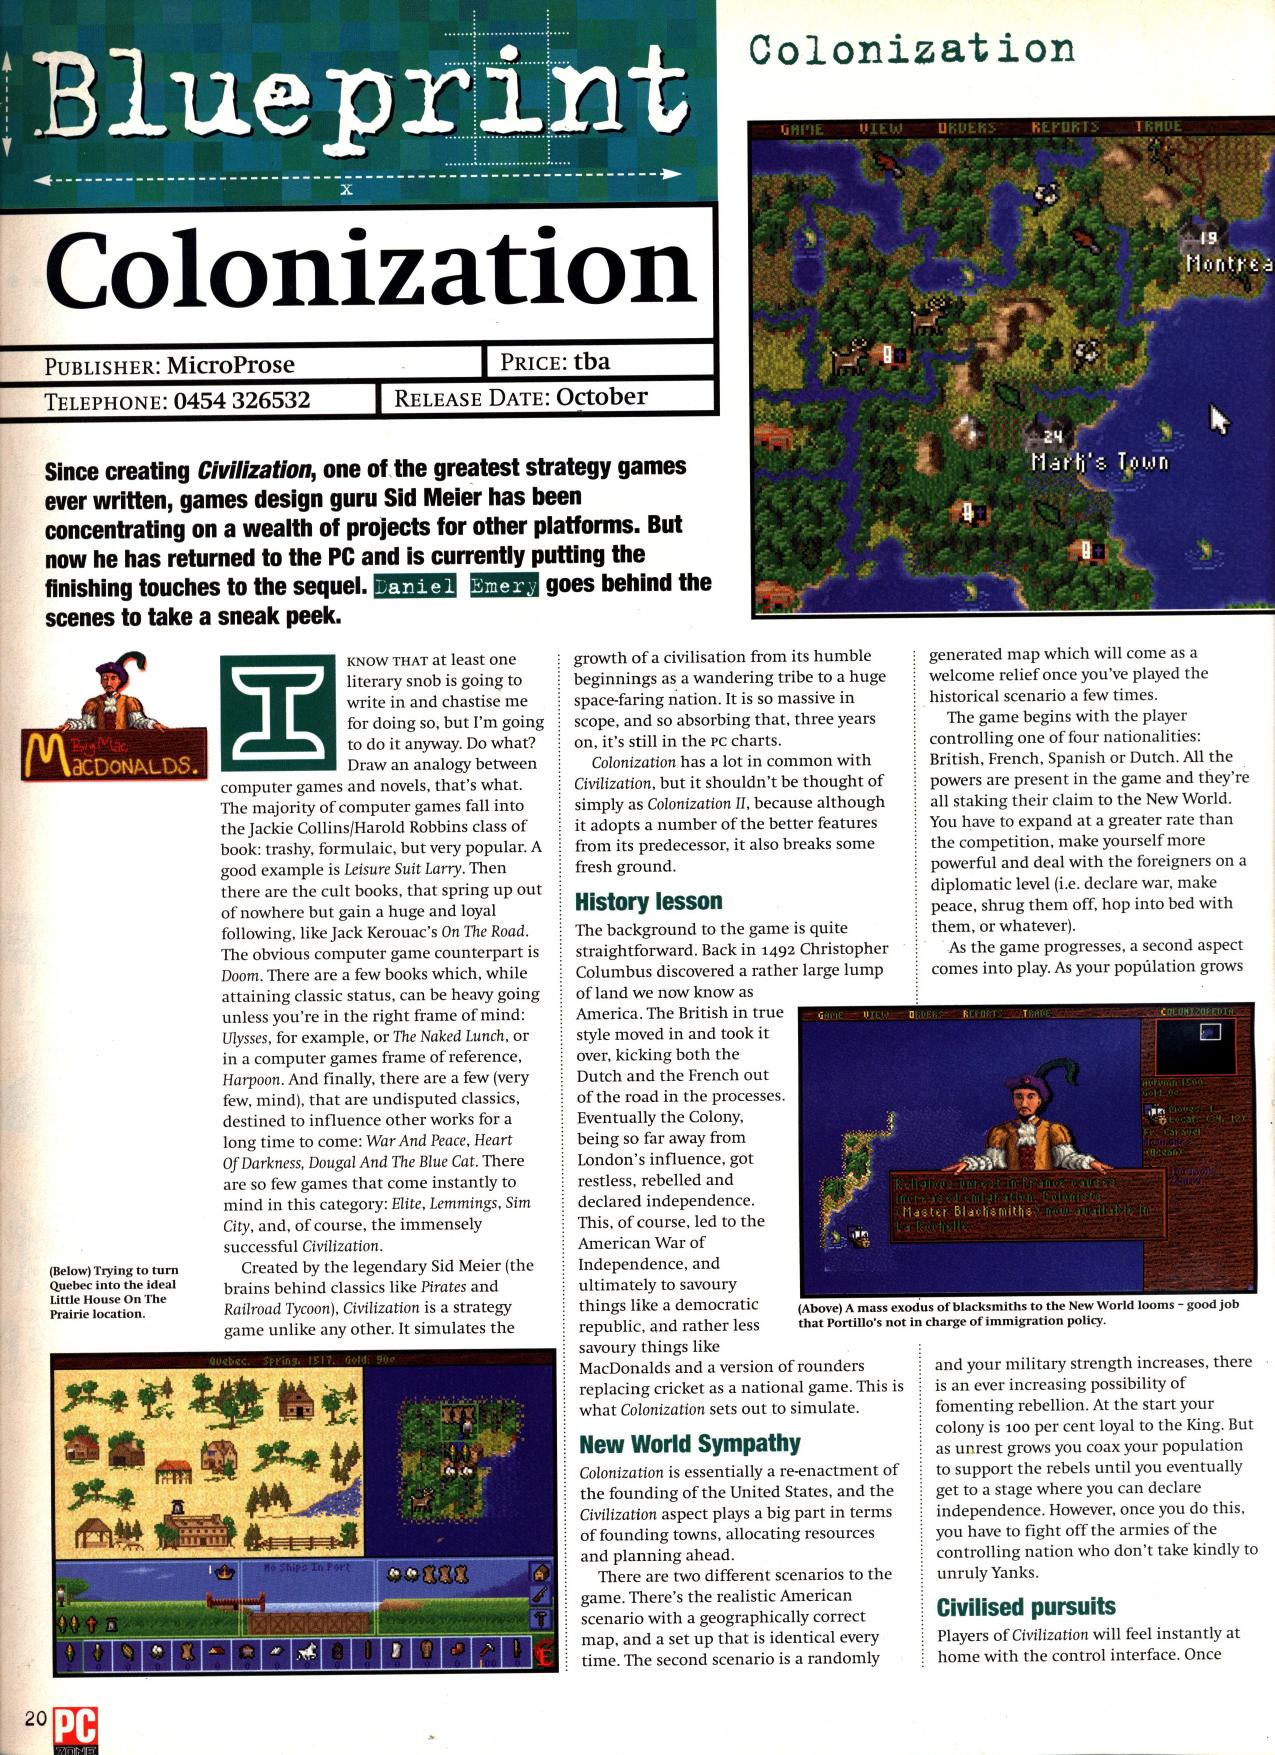 Blueprint
x
Colonization
Colonization
PUBLISHER: MicroProse
PRICE: tba
TELEPHONE: 0454 326532
RELEASE DATE: October
Since creating Civilization, one of the greatest strategy games
ever written, games design guru Sid Meier has been
concentrating on a wealth of projects for other platforms. But
now he has returned to the PC and is currently putting the
finishing touches to the sequel. Daniel Emery goes behind the
scenes to take a sneak peek.
GAME VIEW ORDERS REPORTS TRADE
19
Montrea
24
Mark's Town
Big Mac
MACDONALDS.
I KNOW THAT at least one
literary snob is going to
write in and chastise me
for doing so, but I'm going
to do it anyway. Do what?
Draw an analogy between
computer games and novels, that's what.
The majority of computer games fall into
the Jackie Collins/Harold Robbins class of
book: trashy, formulaic, but very popular. A
good example is Leisure Suit Larry. Then
there are the cult books, that spring up out
of nowhere but gain a huge and loyal
following, like Jack Kerouac's On The Road.
The obvious computer game counterpart is
Doom. There are a few books which, while
attaining classic status, can be heavy going
unless you're in the right frame of mind:
Ulysses, for example, or The Naked Lunch, or
in a computer games frame of reference,
Harpoon. And finally, there are a few (very
few, mind), that are undisputed classics,
destined to influence other works for a
long time to come: War And Peace, Heart
Of Darkness, Dougal And The Blue Cat. There
are so few games that come instantly to
mind in this category: Elite, Lemmings, Sim
City, and, of course, the immensely
successful Civilization.
Created by the legendary Sid Meier (the
brains behind classics like Pirates and
Railroad Tycoon), Civilization is a strategy
game unlike any other. It simulates the
(Below) Trying to turn
Quebec into the ideal
Little House On The
Prairie location.
Quebec. Spring, 1517. Gold: 900
No Ships In Port
growth of a civilisation from its humble
beginnings as a wandering tribe to a huge
space-faring nation. It is so massive in
scope, and so absorbing that, three years
on, it's still in the PC charts.
Colonization has a lot in common with
Civilization, but it shouldn't be thought of
simply as Colonization II, because although
it adopts a number of the better features
from its predecessor, it also breaks some
fresh ground.
History lesson
The background to the game is quite
straightforward. Back in 1492 Christopher
Columbus discovered a rather large lump
of land we now know as
America. The British in true
style moved in and took it
over, kicking both the
Dutch and the French out
of the road in the processes.
Eventually the Colony,
being so far away from
London's influence, got
restless, rebelled and
declared independence.
This, of course, led to the
American War of
Independence, and
ultimately to savoury
things like a democratic
republic, and rather less
savoury things like
MacDonalds and a version of rounders
replacing cricket as a national game. This is
what Colonization sets out to simulate.
New World Sympathy
Colonization is essentially a re-enactment of
the founding of the United States, and the
Civilization aspect plays a big part in terms
of founding towns, allocating resources
and planning ahead.
There are two different scenarios to the
game. There's the realistic American
scenario with a geographically correct
map, and a set up that is identical every
time. The second scenario is a randomly
generated map which will come as a
welcome relief once you've played the
historical scenario a few times.
The game begins with the player
controlling one of four nationalities:
British, French, Spanish or Dutch. All the
powers are present in the game and they're
all staking their claim to the New World.
You have to expand at a greater rate than
the competition, make yourself more
powerful and deal with the foreigners on a
diplomatic level (i.e. declare war, make
peace, shrug them off, hop into bed with
them, or whatever).
As the game progresses, a second aspect
comes into play. As your population grows
GAME VIEW ORDERS REPORTS TRADE COLONIZOPEDIA
Religious unrest in France causes
increased emigration. Colonists
(Master Blacksmiths) now available in
La Rochelle.
(Above) A mass exodus of blacksmiths to the New World looms – good job
that Portillo's not in charge of immigration policy.
and your military strength increases, there
is an ever increasing possibility of
fomenting rebellion. At the start your
colony is 100 per cent loyal to the King. But
as unrest grows you coax your population
to support the rebels until you eventually
get to a stage where you can declare
independence. However, once you do this,
you have to fight off the armies of the
controlling nation who don't take kindly to
unruly Yanks.
Civilised pursuits
Players of Civilization will feel instantly at
home with the control interface. Once
20
PC
ZONE